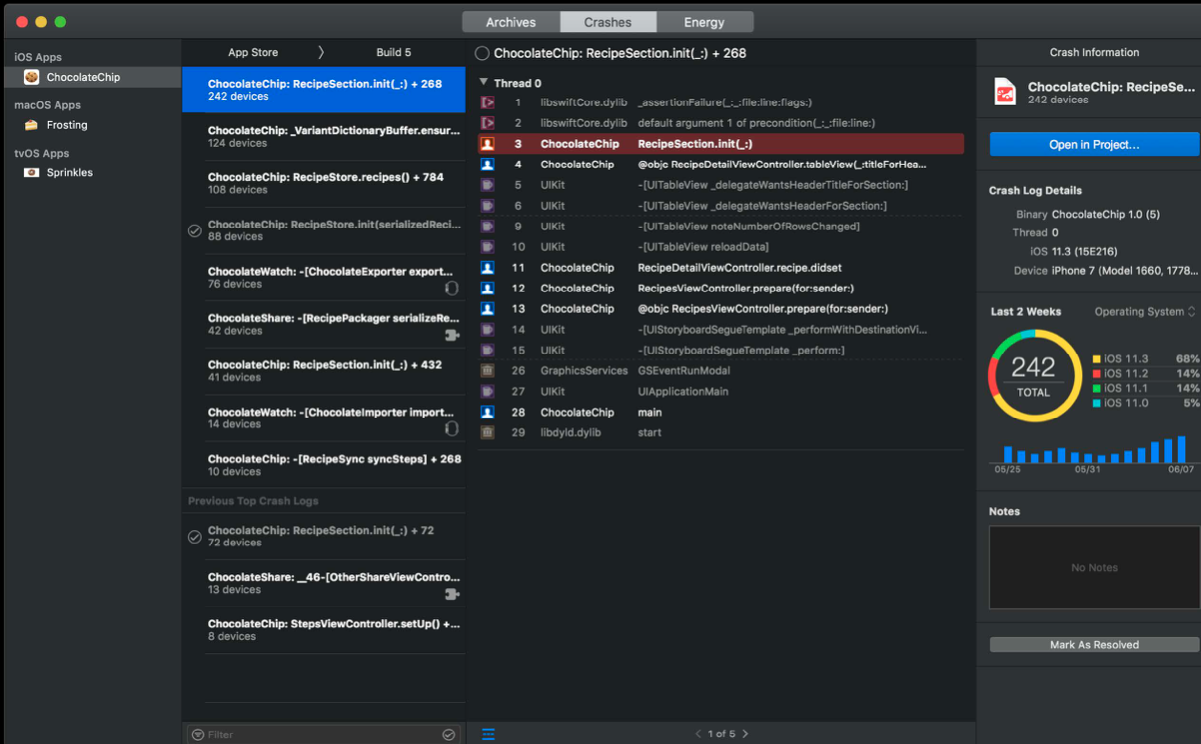 Archives Crashes Energy
iOS Apps
ChocolateChip
macOS Apps
Frosting
tvOS Apps
Sprinkles
App Store 〉 Build 5
ChocolateChip: RecipeSection.init(_:) + 268
242 devices
ChocolateChip: _VariantDictionaryBuffer.ensur...
124 devices
ChocolateChip: RecipeStore.recipes() + 784
108 devices
ChocolateChip: RecipeStore.init(serializedReci...
88 devices
ChocolateWatch: -[ChocolateExporter export...
76 devices
ChocolateShare: -[RecipePackager serializeRe...
42 devices
ChocolateChip: RecipeSection.init(_:) + 432
41 devices
ChocolateWatch: -[ChocolateImporter import...
14 devices
ChocolateChip: -[RecipeSync syncSteps] + 268
10 devices
Previous Top Crash Logs
ChocolateChip: RecipeSection.init(_:) + 72
72 devices
ChocolateShare: __46-[OtherShareViewContro...
13 devices
ChocolateChip: StepsViewController.setUp() +...
8 devices
Filter
ChocolateChip: RecipeSection.init(_:) + 268
Thread 0
1 libswiftCore.dylib _assertionFailure(_:_:file:line:flags:)
2 libswiftCore.dylib default argument 1 of precondition(_:_:file:line:)
3 ChocolateChip RecipeSection.init(_:)
4 ChocolateChip @objc RecipeDetailViewController.tableView(_:titleForHea...
5 UIKit -[UITableView _delegateWantsHeaderTitleForSection:]
6 UIKit -[UITableView _delegateWantsHeaderForSection:]
9 UIKit -[UITableView noteNumberOfRowsChanged]
10 UIKit -[UITableView reloadData]
11 ChocolateChip RecipeDetailViewController.recipe.didset
12 ChocolateChip RecipesViewController.prepare(for:sender:)
13 ChocolateChip @objc RecipesViewController.prepare(for:sender:)
14 UIKit -[UIStoryboardSegueTemplate _performWithDestinationVi...
15 UIKit -[UIStoryboardSegueTemplate _perform:]
26 GraphicsServices GSEventRunModal
27 UIKit UIApplicationMain
28 ChocolateChip main
29 libdyld.dylib start
1 of 5
Crash Information
ChocolateChip: RecipeSe...
242 devices
Open in Project...
Crash Log Details
Binary ChocolateChip 1.0 (5)
Thread 0
iOS 11.3 (15E216)
Device iPhone 7 (Model 1660, 1778...
Last 2 Weeks Operating System
242
TOTAL
iOS 11.3 68%
iOS 11.2 14%
iOS 11.1 14%
iOS 11.0 5%
05/25 05/31 06/07
Notes
No Notes
Mark As Resolved